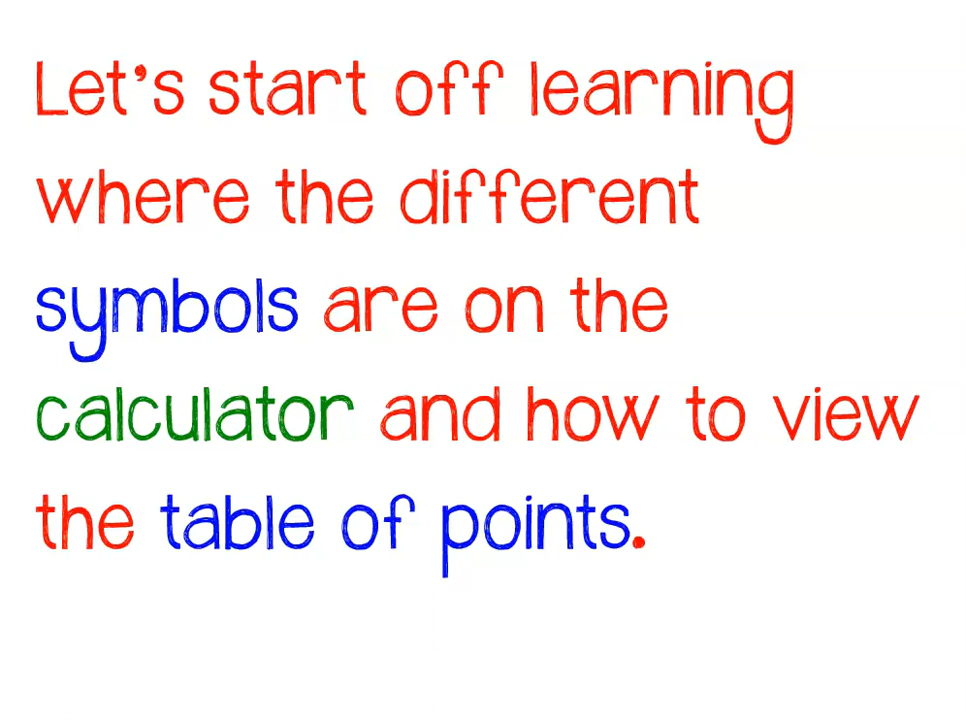 Let's start off learning
where the different
symbols are on the
calculator and how to view
the table of points.